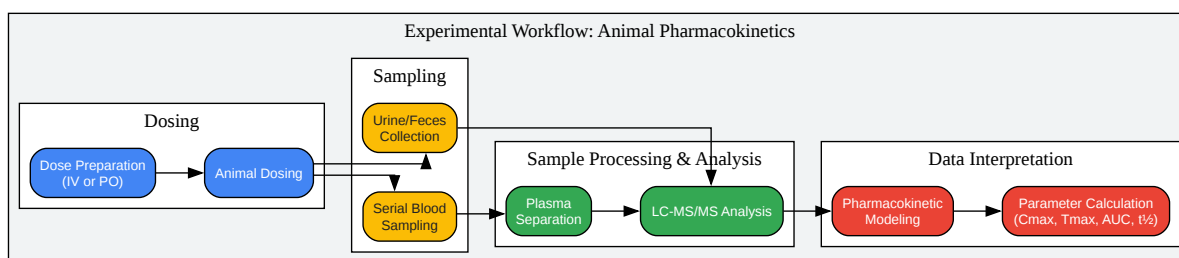 Experimental Workflow: Animal Pharmacokinetics
Dosing
Dose Preparation
(IV or PO)
Animal Dosing
Sampling
Urine/Feces
Collection
Serial Blood
Sampling
Sample Processing & Analysis
Plasma
Separation
LC-MS/MS Analysis
Data Interpretation
Pharmacokinetic
Modeling
Parameter Calculation
(Cmax, Tmax, AUC, t½)